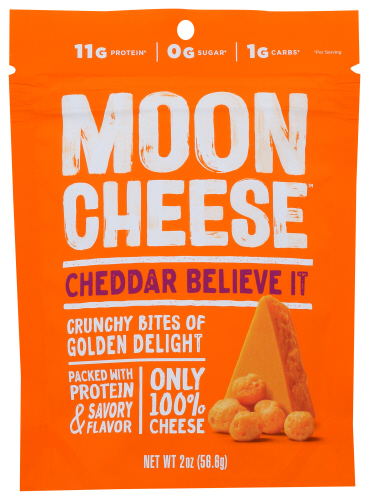 11G PROTEIN* | 0G SUGAR* | 1G CARBS* *Per Serving
MOON
CHEESE™
CHEDDAR BELIEVE IT
CRUNCHY BITES OF
GOLDEN DELIGHT
PACKED WITH
PROTEIN
& SAVORY
FLAVOR
ONLY
100%
CHEESE
NET WT 2oz (56.6g)